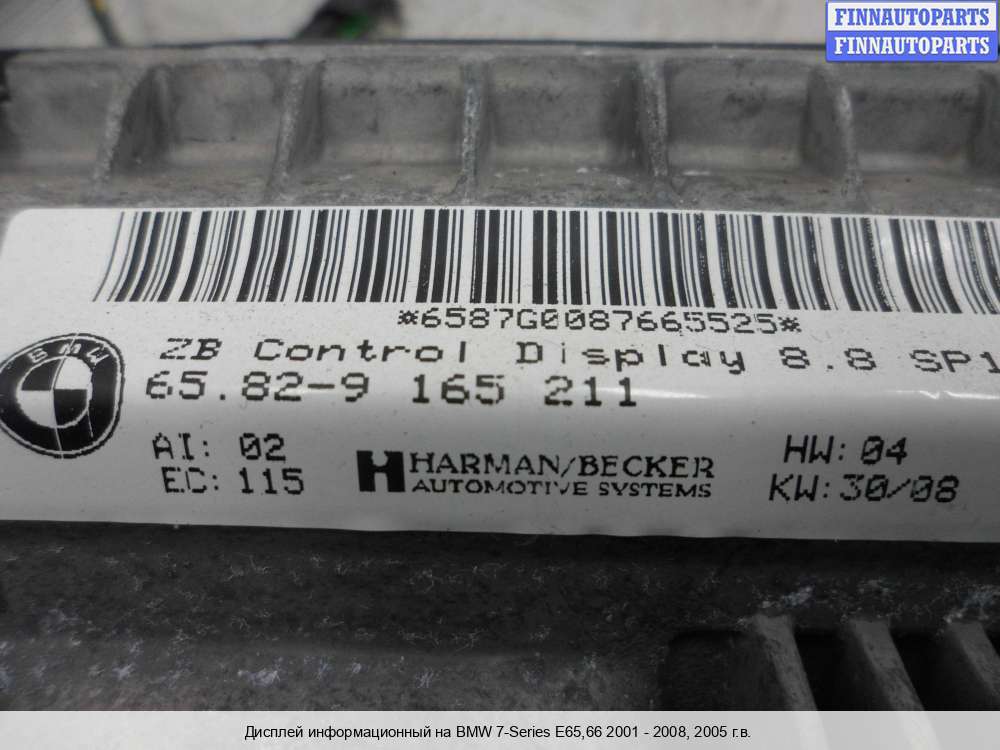 FINNAUTOPARTS
FINNAUTOPARTS
*6587G0087665525*
BMW
ZB Control Display 8.8 SP1
65.82-9 165 211
AI: 02
EC: 115
HARMAN/BECKER
AUTOMOTIVE SYSTEMS
HW: 04
KW: 30/08
Дисплей информационный на BMW 7-Series E65,66 2001 - 2008, 2005 г.в.